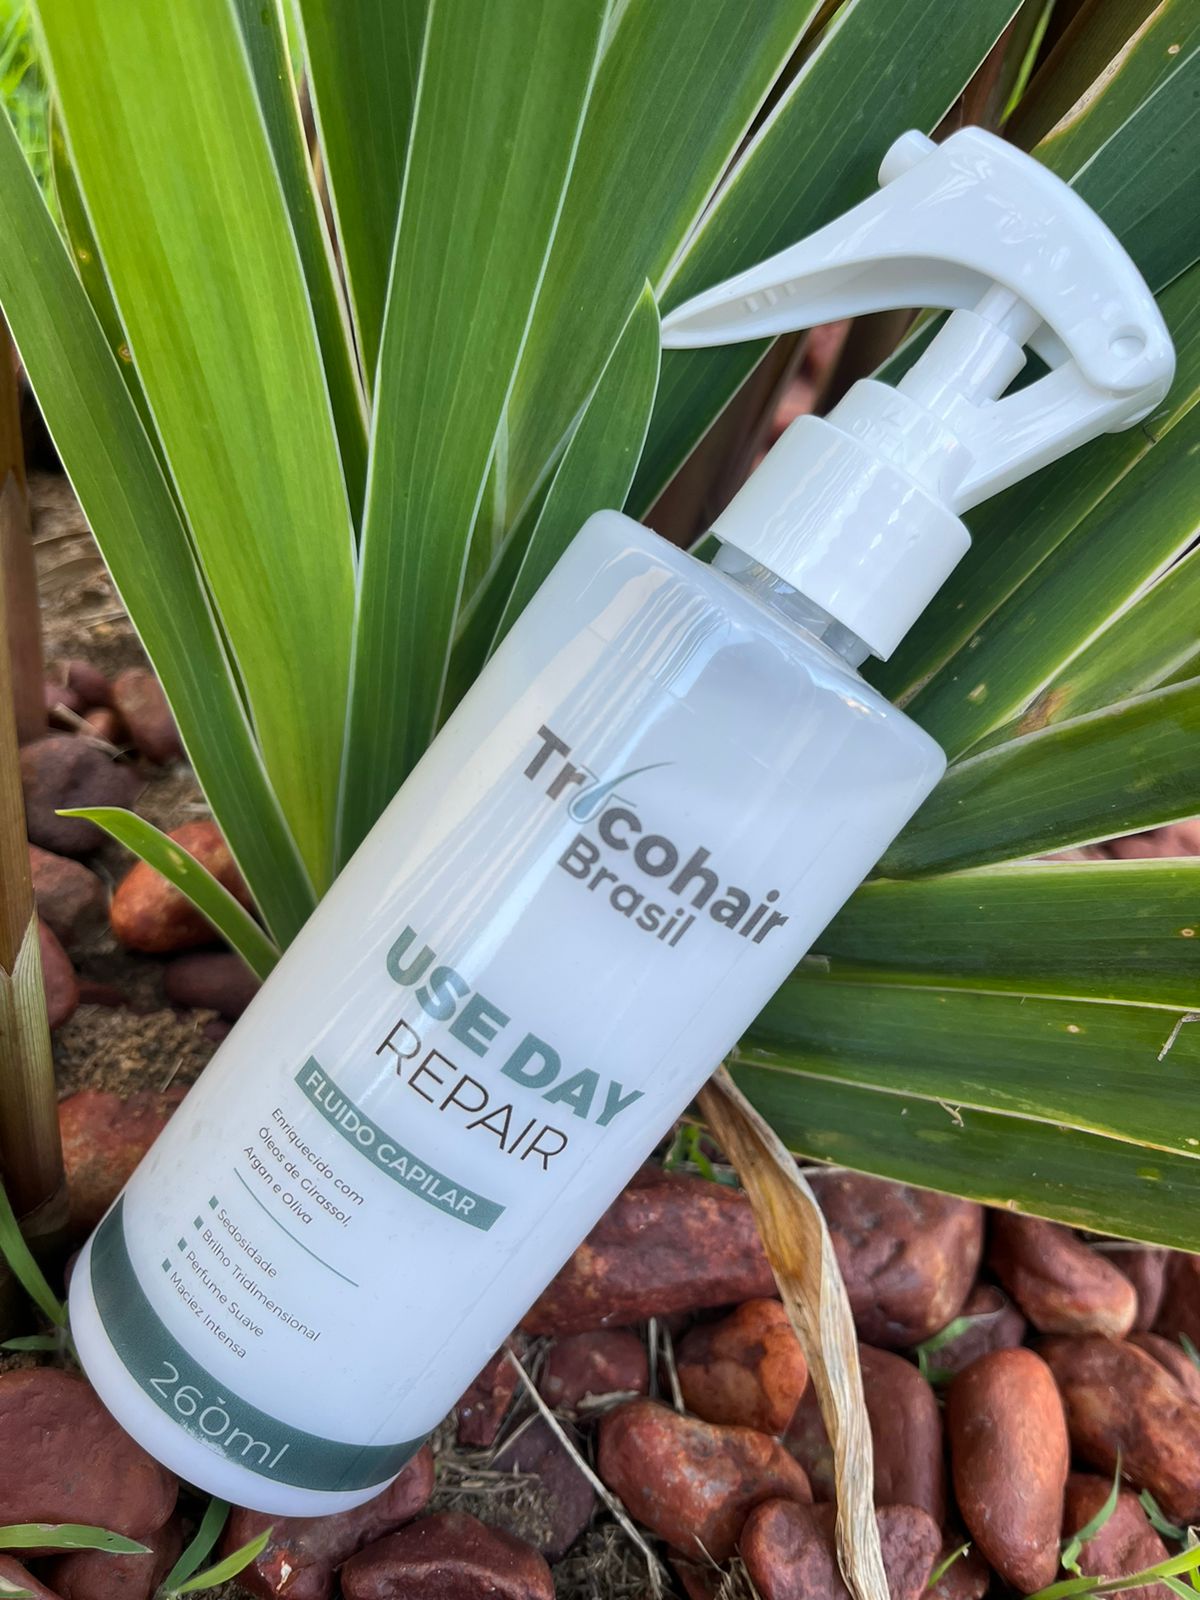 Tricohair
Brasil
USE DAY
REPAIR
FLUIDO CAPILAR
Enriquecido com
Óleos de Girassol,
Argan e Oliva
Sedosidade
Brilho Tridimensional
Perfume Suave
Maciez Intensa
260ml